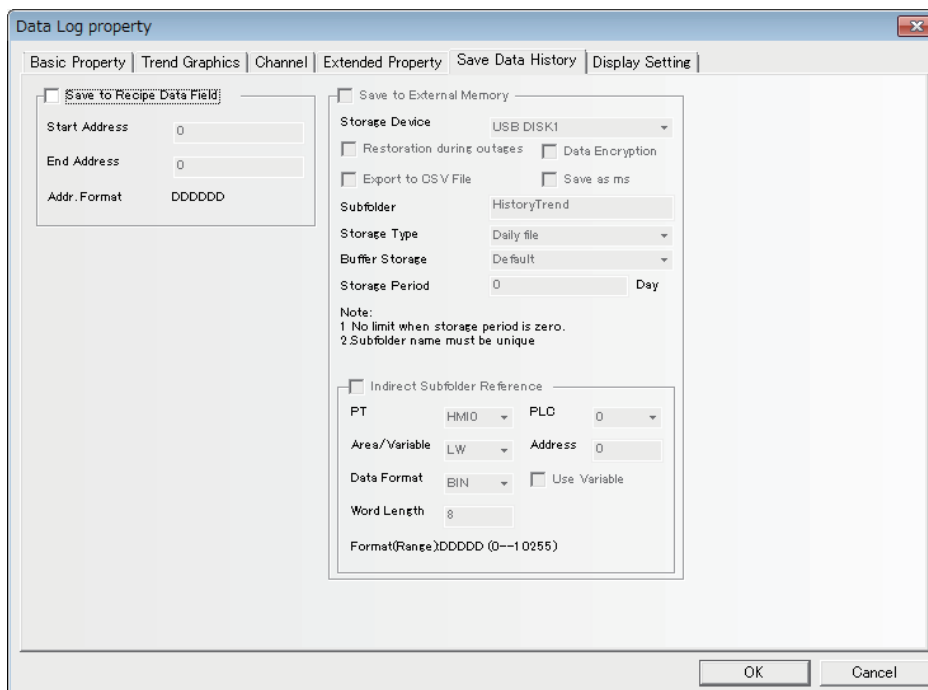 Data Log property
Basic Property Trend Graphics Channel Extended Property Save Data History Display Setting
Save to Recipe Data Field
Start Address 0
End Address 0
Addr.Format DDDDDD
Save to External Memory
Storage Device USB DISK1
Restoration during outages Data Encryption
Export to CSV File Save as ms
Subfolder HistoryTrend
Storage Type Daily file
Buffer Storage Default
Storage Period 0 Day
Note:
1 No limit when storage period is zero.
2.Subfolder name must be unique
Indirect Subfolder Reference
PT HMI0 PLC 0
Area/Variable LW Address 0
Data Format BIN Use Variable
Word Length 8
Format(Range):DDDDD (0--10255)
OK Cancel